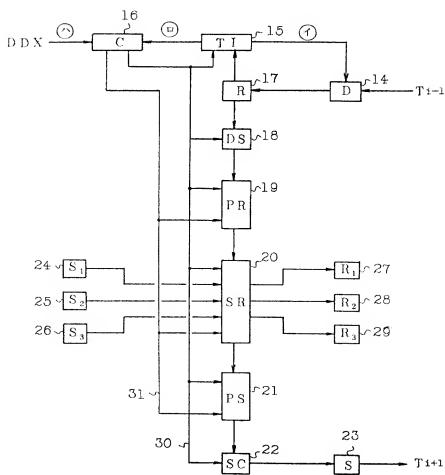 16 ㋺ 15 ㋑
DDX ㋩ C TI
17 14
R D Ti-1
DS 18
19
PR
20
24 S₁ R₁ 27
25 S₂ SR R₂ 28
26 S₃ R₃ 29
31 PS 21
30 22 23
SC S Ti+1